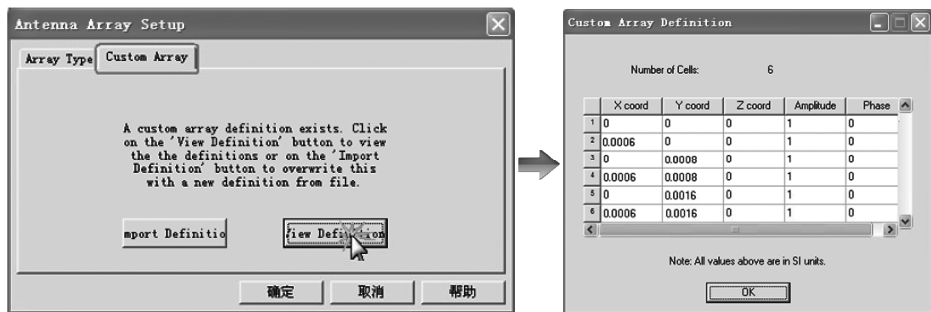 Antenna Array Setup
Array Type Custom Array
A custom array definition exists. Click
on the 'View Definition' button to view
the the definitions or on the 'Import
Definition' button to overwrite this
with a new definition from file.
mport Definitio
View Definition
确定 取消 帮助
Custom Array Definition
Number of Cells: 6
X coord Y coord Z coord Amplitude Phase
1 0 0 0 1 0
2 0.0006 0 0 1 0
3 0 0.0008 0 1 0
4 0.0006 0.0008 0 1 0
5 0 0.0016 0 1 0
6 0.0006 0.0016 0 1 0
Note: All values above are in SI units.
OK